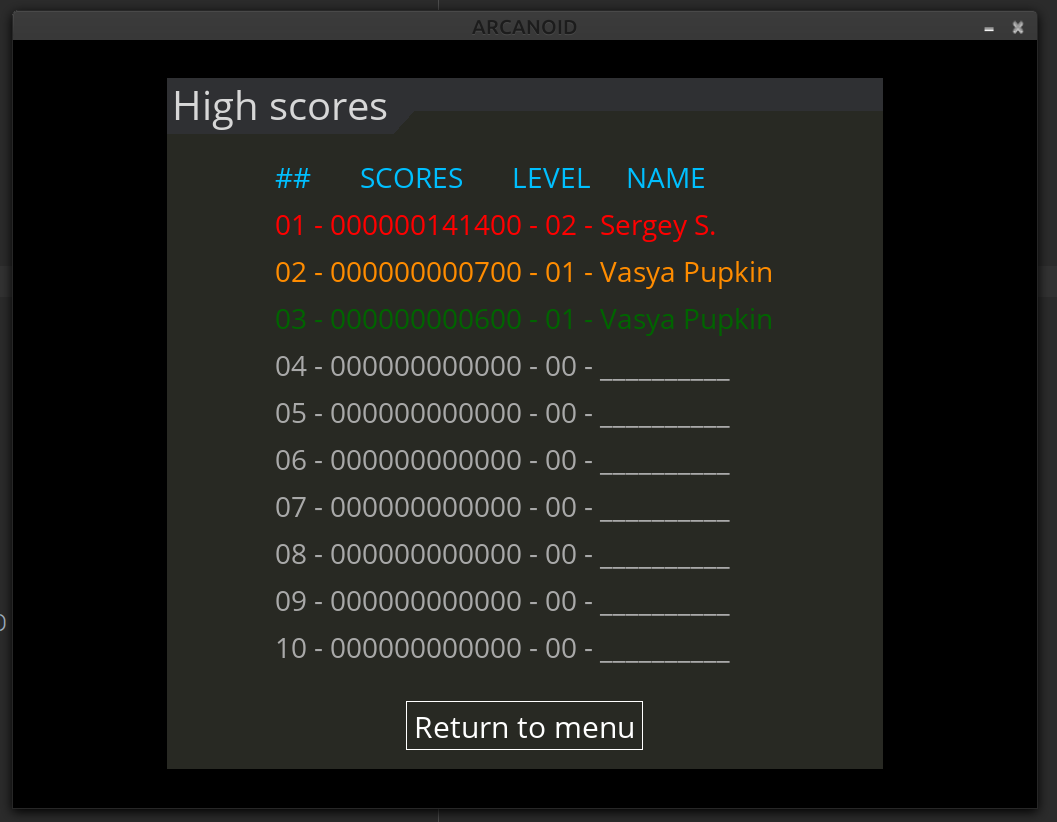 ARCANOID
High scores
## SCORES LEVEL NAME
01 - 000000141400 - 02 - Sergey S.
02 - 000000000700 - 01 - Vasya Pupkin
03 - 000000000600 - 01 - Vasya Pupkin
04 - 000000000000 - 00 - __________
05 - 000000000000 - 00 - __________
06 - 000000000000 - 00 - __________
07 - 000000000000 - 00 - __________
08 - 000000000000 - 00 - __________
09 - 000000000000 - 00 - __________
10 - 000000000000 - 00 - __________
Return to menu